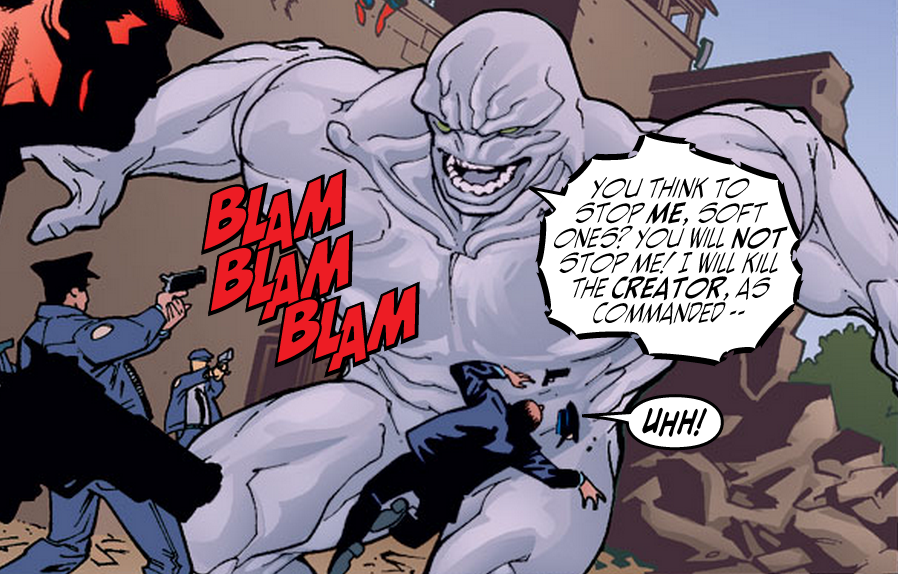 BLAM
BLAM
BLAM
YOU THINK TO
STOP ME, SOFT
ONES? YOU WILL NOT
STOP ME! I WILL KILL
THE CREATOR, AS
COMMANDED --
UHH!